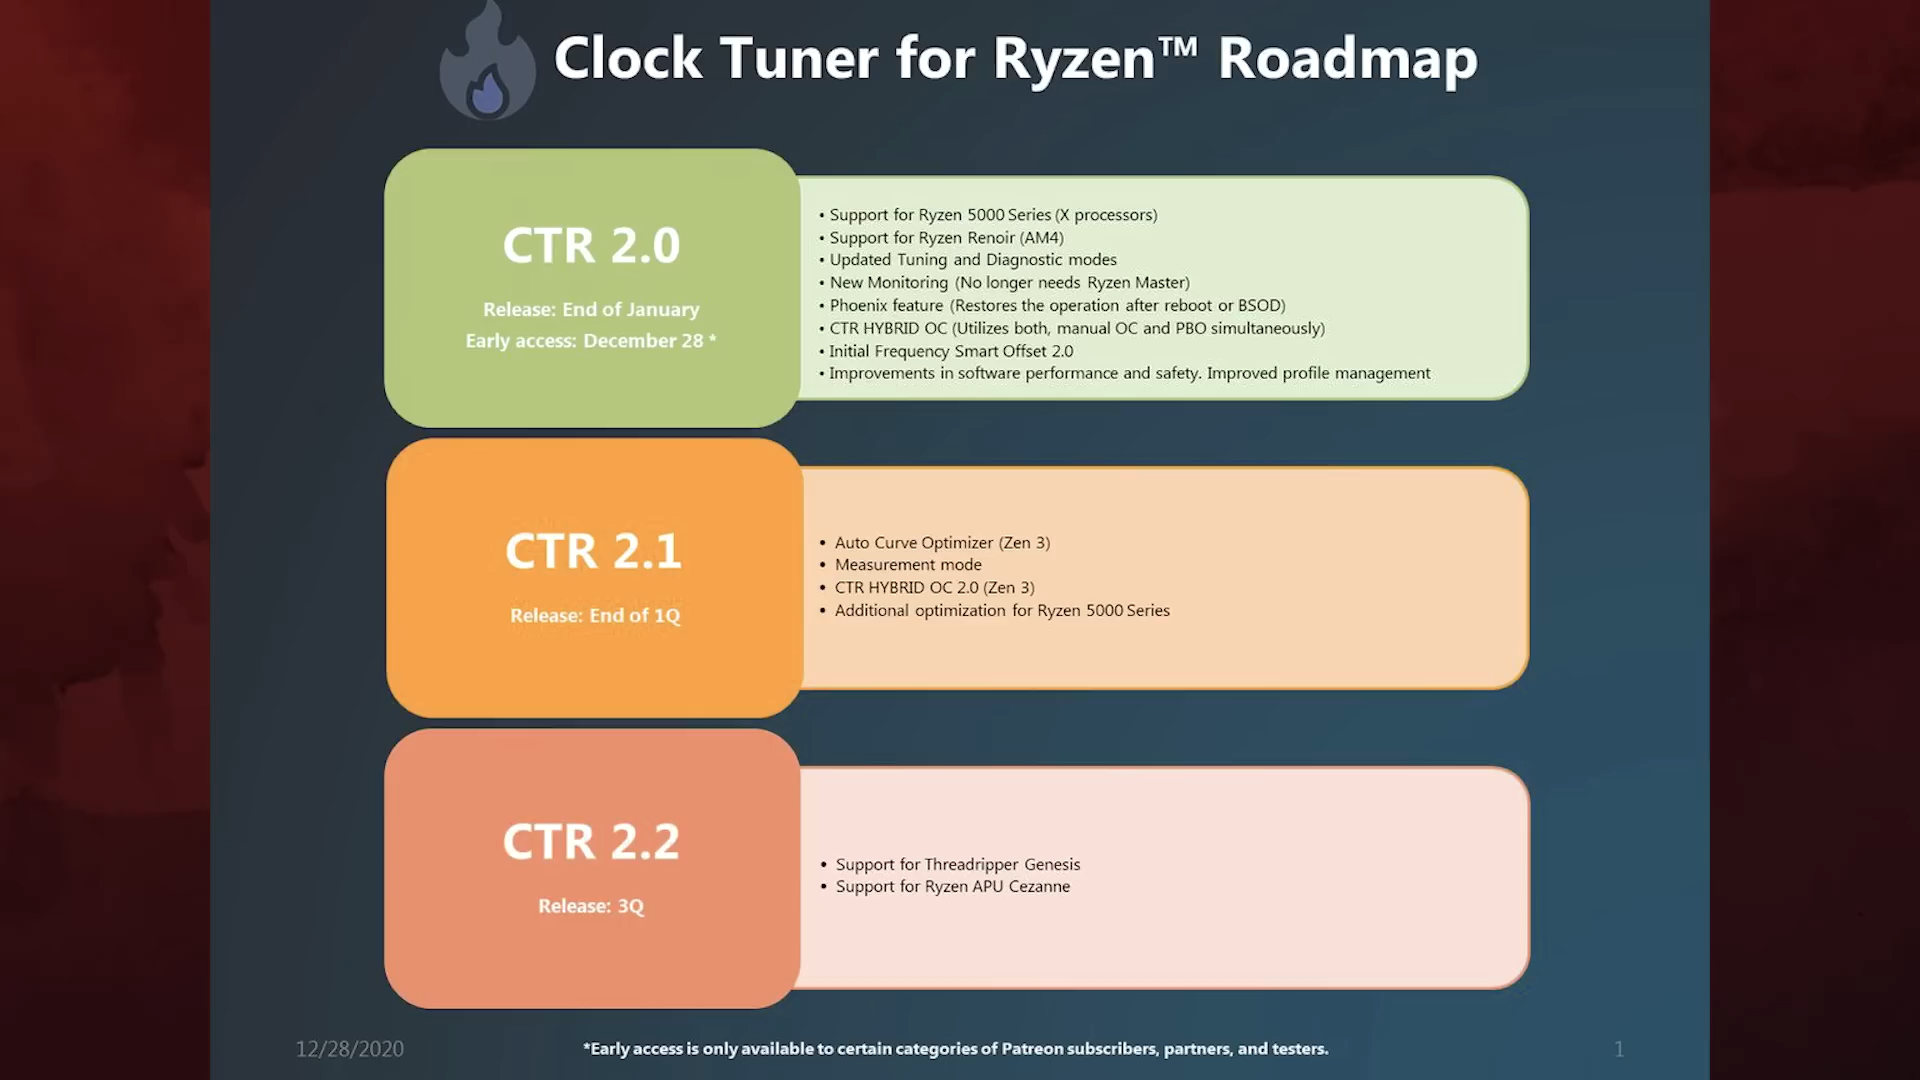 Clock Tuner for Ryzen™ Roadmap
CTR 2.0
Release: End of January
Early access: December 28 *
• Support for Ryzen 5000 Series (X processors)
• Support for Ryzen Renoir (AM4)
• Updated Tuning and Diagnostic modes
• New Monitoring (No longer needs Ryzen Master)
• Phoenix feature (Restores the operation after reboot or BSOD)
• CTR HYBRID OC (Utilizes both, manual OC and PBO simultaneously)
• Initial Frequency Smart Offset 2.0
• Improvements in software performance and safety. Improved profile management
CTR 2.1
Release: End of 1Q
• Auto Curve Optimizer (Zen 3)
• Measurement mode
• CTR HYBRID OC 2.0 (Zen 3)
• Additional optimization for Ryzen 5000 Series
CTR 2.2
Release: 3Q
• Support for Threadripper Genesis
• Support for Ryzen APU Cezanne
12/28/2020
*Early access is only available to certain categories of Patreon subscribers, partners, and testers.
1